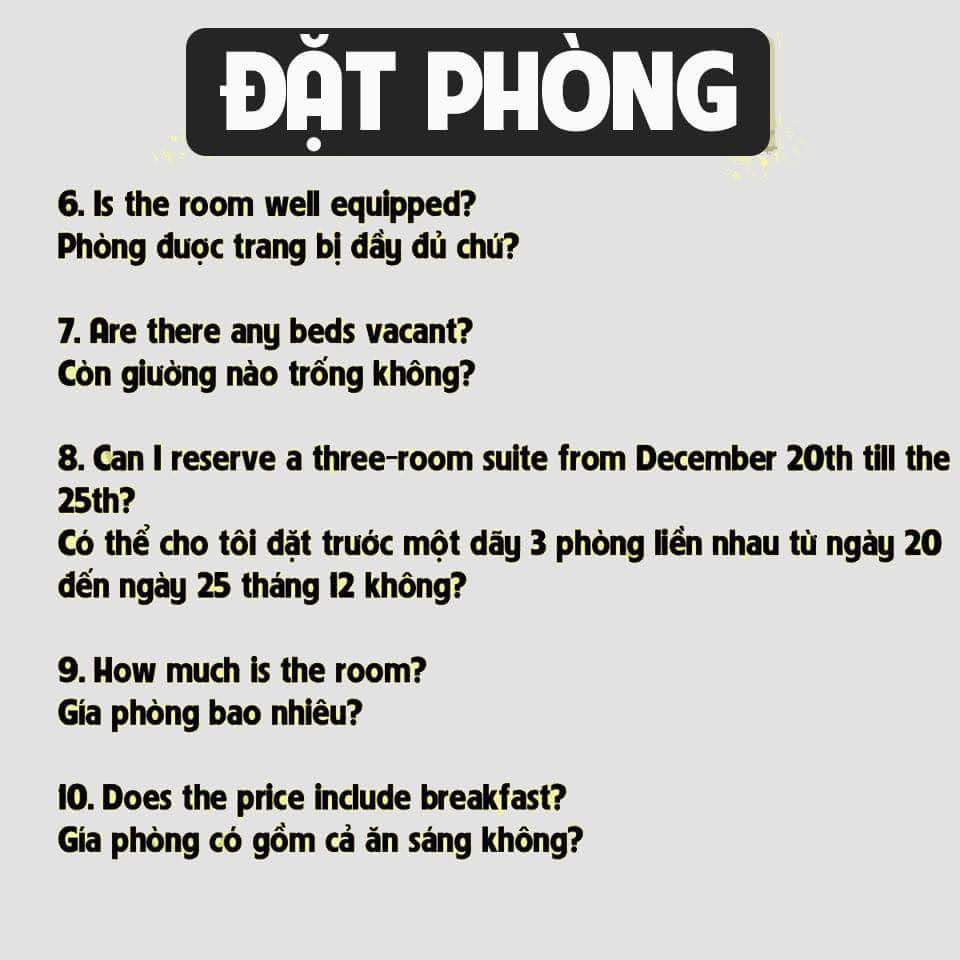 ĐẶT PHÒNG
6. Is the room well equipped?
Phòng được trang bị đầy đủ chứ?
7. Are there any beds vacant?
Còn giường nào trống không?
8. Can I reserve a three-room suite from December 20th till the
25th?
Có thể cho tôi đặt trước một dãy 3 phòng liền nhau từ ngày 20
đến ngày 25 tháng 12 không?
9. How much is the room?
Gía phòng bao nhiêu?
10. Does the price include breakfast?
Gía phòng có gồm cả ăn sáng không?